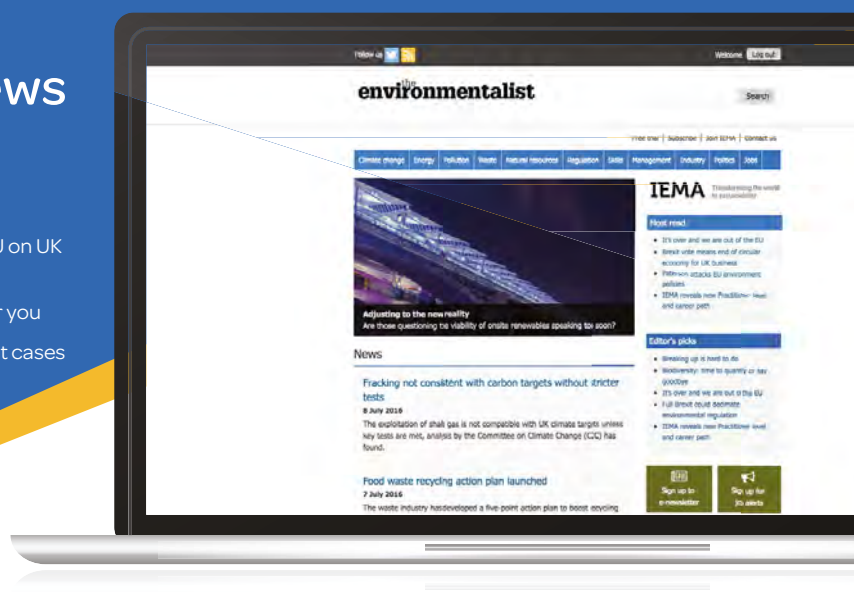 ws
U on UK
r you
t cases
Follow us
Welcome Log out
the
environmentalist
Search
Free trial | Subscribe | Join IEMA | Contact us
Climate change Energy Pollution Waste Natural resources Regulation Skills Management Industry Politics Jobs
IEMA Transforming the world
to sustainability
Adjusting to the new reality
Are those questioning the viability of onsite renewables speaking too soon?
Most read
It's over and we are out of the EU
Brexit vote means end of circular
economy for UK business
Paterson attacks EU environment
policies
IEMA reveals new Practitioner level
and career path
News
Fracking not consistent with carbon targets without stricter
tests
8 July 2016
The exploitation of shale gas is not compatible with UK climate targets unless
key tests are met, analysis by the Committee on Climate Change (CCC) has
found.
Food waste recycling action plan launched
7 July 2016
The waste industry has developed a five-point action plan to boost recycling
Editor's picks
Breaking up is hard to do
Biodiversity: time to quantify or say
goodbye
It's over and we are out of the EU
Full Brexit could decimate
environmental regulation
IEMA reveals new Practitioner level
and career path
Sign up to
e-newsletter
Sign up for
job alerts